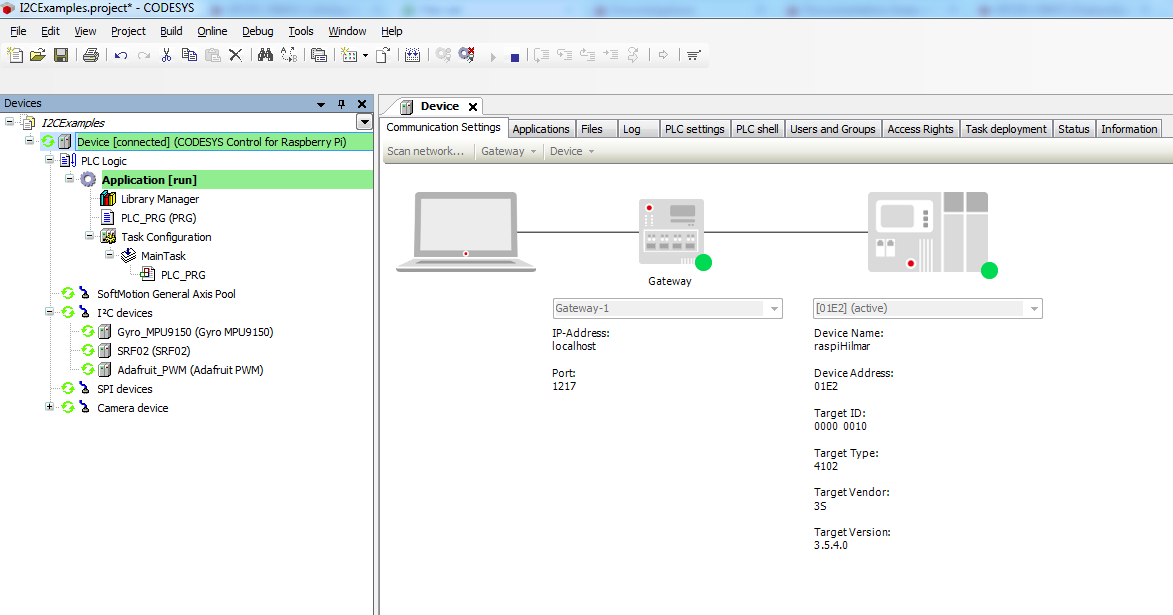 I2CExamples.project* - CODESYS
File Edit View Project Build Online Debug Tools Window Help
Devices
I2CExamples
Device [connected] (CODESYS Control for Raspberry Pi)
PLC Logic
Application [run]
Library Manager
PLC_PRG (PRG)
Task Configuration
MainTask
PLC_PRG
SoftMotion General Axis Pool
I²C devices
Gyro_MPU9150 (Gyro MPU9150)
SRF02 (SRF02)
Adafruit_PWM (Adafruit PWM)
SPI devices
Camera device
Device
Communication Settings Applications Files Log PLC settings PLC shell Users and Groups Access Rights Task deployment Status Information
Scan network... Gateway Device
Gateway
Gateway-1
IP-Address:
localhost
Port:
1217
[01E2] (active)
Device Name:
raspiHilmar
Device Address:
01E2
Target ID:
0000 0010
Target Type:
4102
Target Vendor:
3S
Target Version:
3.5.4.0